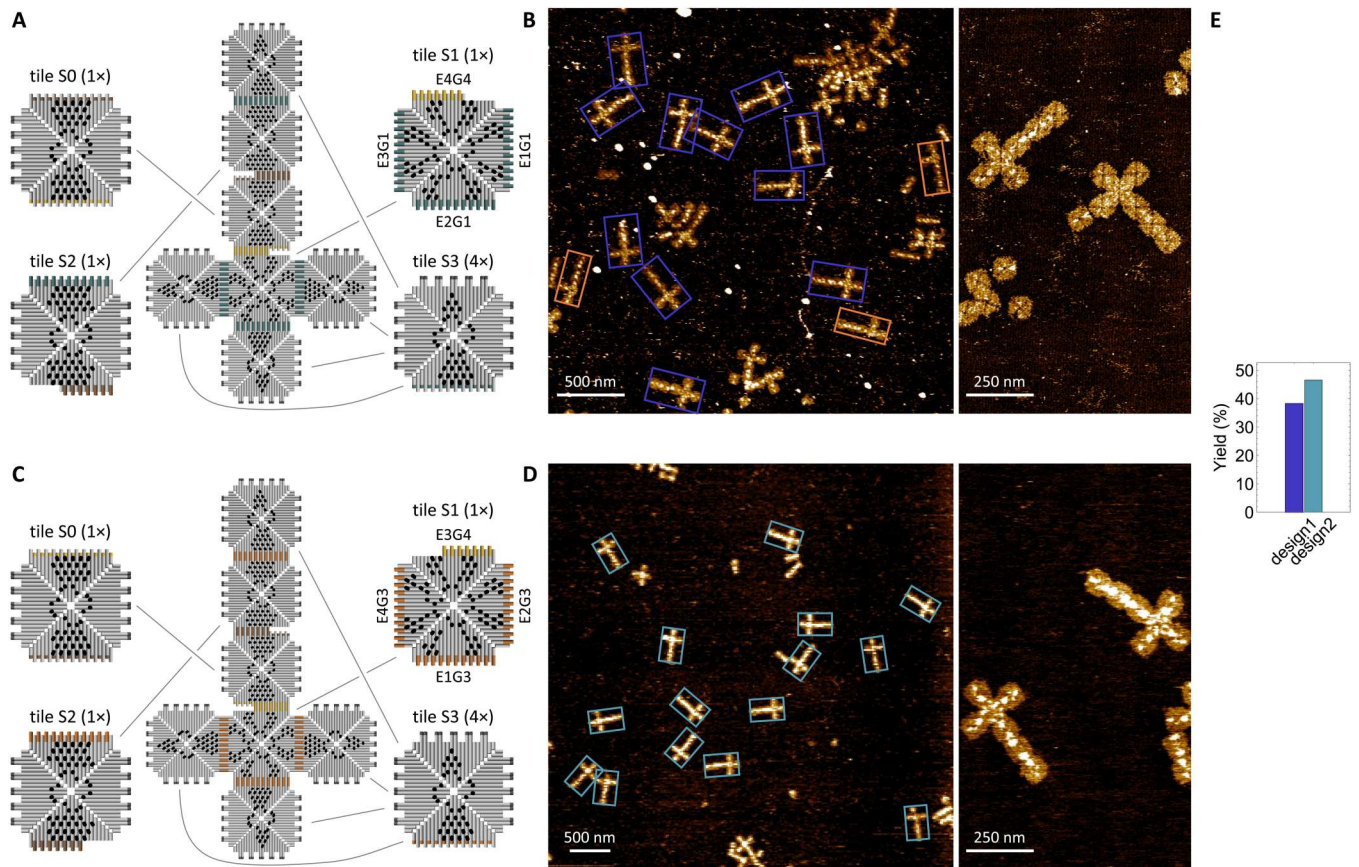 A
tile S0 (1×)
tile S1 (1×)
E4G4
E3G1
E1G1
E2G1
tile S2 (1×)
tile S3 (4×)
B
500 nm
250 nm
C
tile S0 (1×)
tile S1 (1×)
E3G4
E4G3
E2G3
E1G3
tile S2 (1×)
tile S3 (4×)
D
500 nm
250 nm
E
Yield (%)
50
40
30
20
10
0
design1
design2